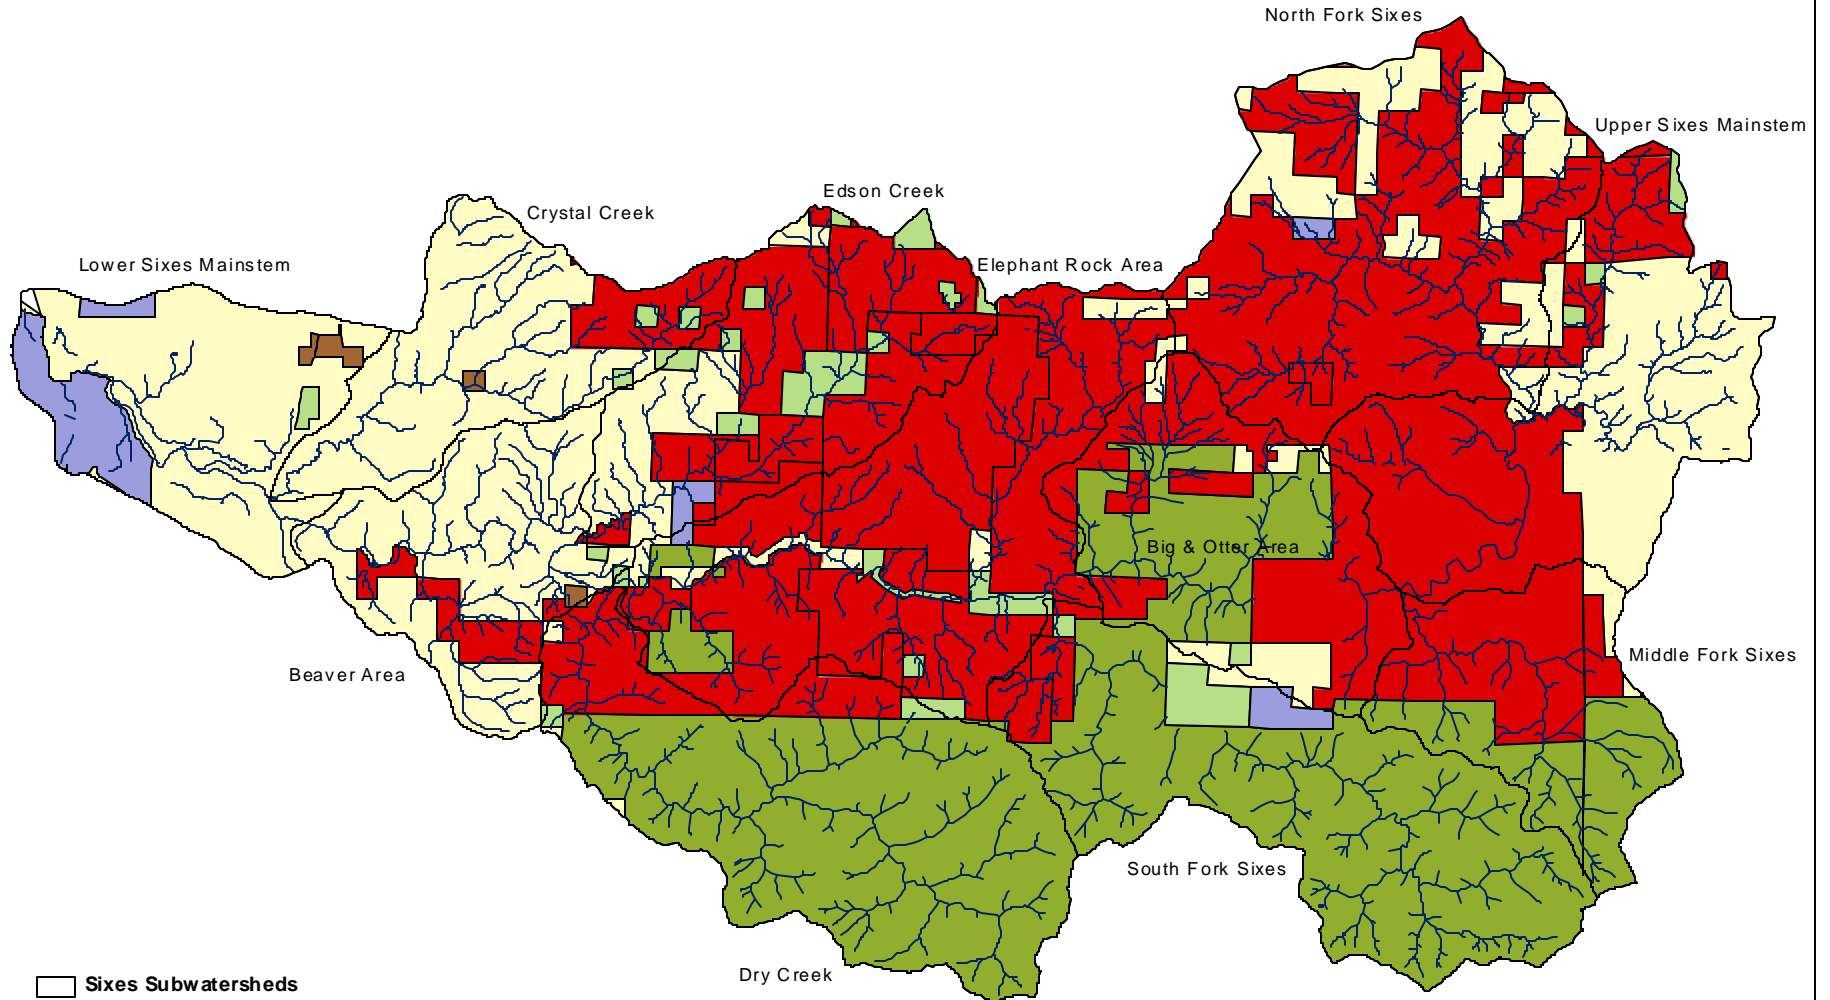 North Fork Sixes
Upper Sixes Mainstem
Edson Creek
Crystal Creek
Lower Sixes Mainstem
Elephant Rock Area
Big & Otter Area
Middle Fork Sixes
Beaver Area
South Fork Sixes
Dry Creek
Sixes Subwatersheds